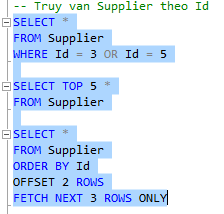 -- Truy van Supplier theo Id
SELECT *
FROM Supplier
WHERE Id = 3 OR Id = 5
SELECT TOP 5 *
FROM Supplier
SELECT *
FROM Supplier
ORDER BY Id
OFFSET 2 ROWS
FETCH NEXT 3 ROWS ONLY